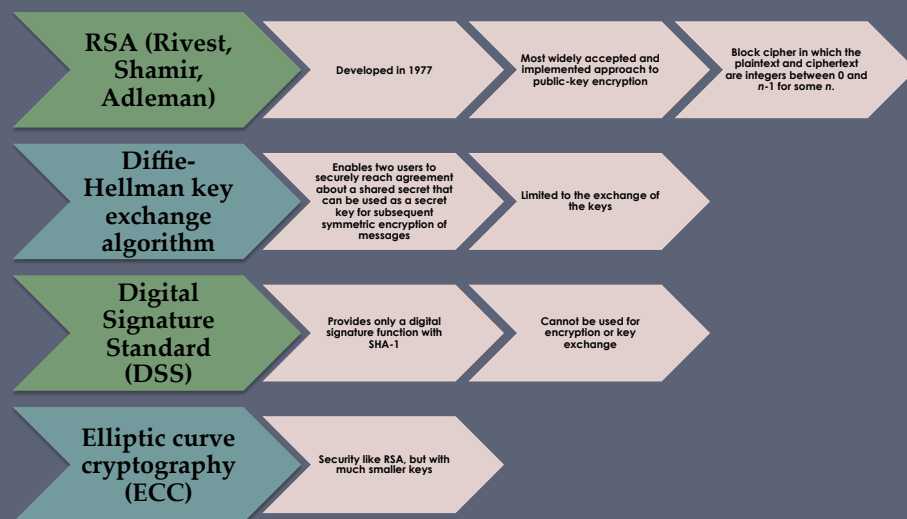 RSA (Rivest,
Shamir,
Adleman)
Developed in 1977
Most widely accepted and
implemented approach to
public-key encryption
Block cipher in which the
plaintext and ciphertext
are integers between 0 and
n-1 for some n.
Diffie-
Hellman key
exchange
algorithm
Enables two users to
securely reach agreement
about a shared secret that
can be used as a secret
key for subsequent
symmetric encryption of
messages
Limited to the exchange of
the keys
Digital
Signature
Standard
(DSS)
Provides only a digital
signature function with
SHA-1
Cannot be used for
encryption or key
exchange
Elliptic curve
cryptography
(ECC)
Security like RSA, but with
much smaller keys